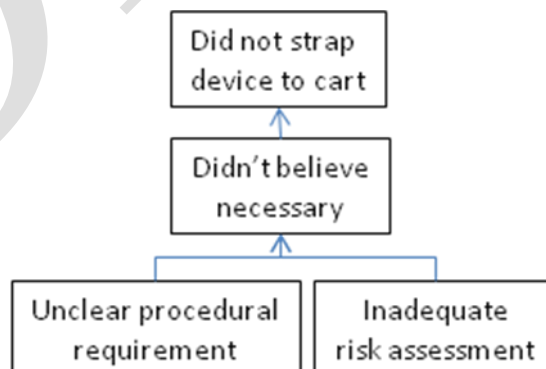 Did not strap
device to cart
Didn't believe
necessary
Unclear procedural
requirement
Inadequate
risk assessment